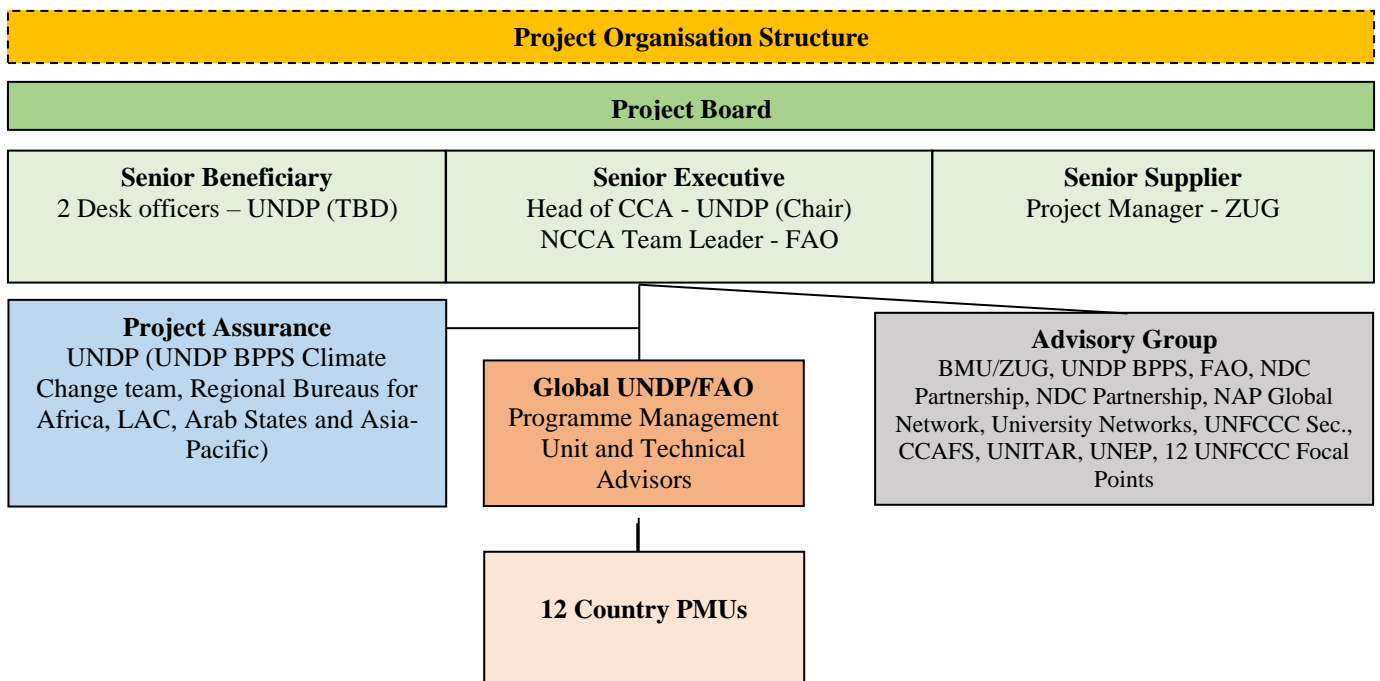 Project Organisation Structure
Project Board
Senior Beneficiary
2 Desk officers – UNDP (TBD)
Senior Executive
Head of CCA - UNDP (Chair)
NCCA Team Leader - FAO
Senior Supplier
Project Manager - ZUG
Project Assurance
UNDP (UNDP BPPS Climate
Change team, Regional Bureaus for
Africa, LAC, Arab States and Asia-
Pacific)
Global UNDP/FAO
Programme Management
Unit and Technical
Advisors
Advisory Group
BMU/ZUG, UNDP BPPS, FAO, NDC
Partnership, NDC Partnership, NAP Global
Network, University Networks, UNFCCC Sec.,
CCAFS, UNITAR, UNEP, 12 UNFCCC Focal
Points
12 Country PMUs